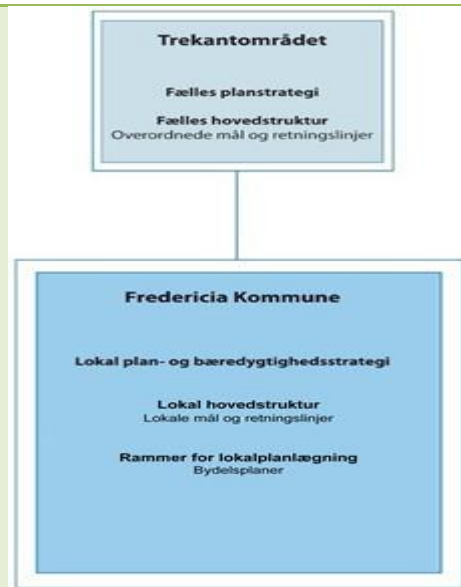 Trekantområdet
Fælles planstrategi
Fælles hovedstruktur
Overordnede mål og retningslinjer
Fredericia Kommune
Lokal plan- og bæredygtighedsstrategi
Lokal hovedstruktur
Lokale mål og retningslinjer
Rammer for lokalplanlægning
Bydelsplaner